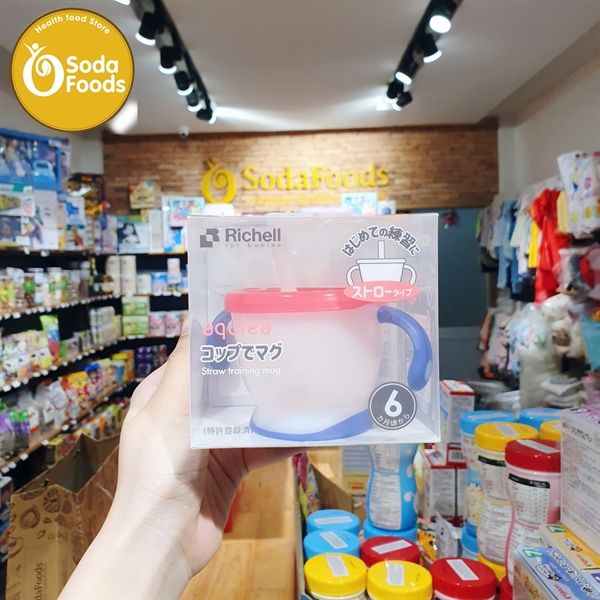 Health food Store
Soda
Foods
SodaFoods
Richell
for babies
はじめての練習に
ストロータイプ
aqulea
コップでマグ
Straw training mug
6
カ月頃から
(特許登録済)
SodaFoods